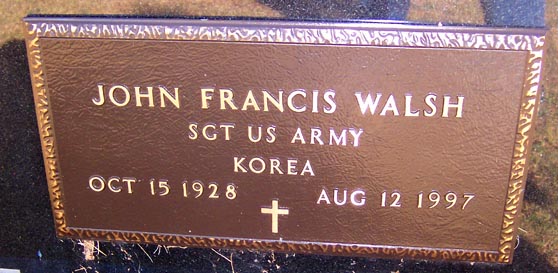 JOHN FRANCIS WALSH
SGT US ARMY
KOREA
OCT 15 1928 AUG 12 1997